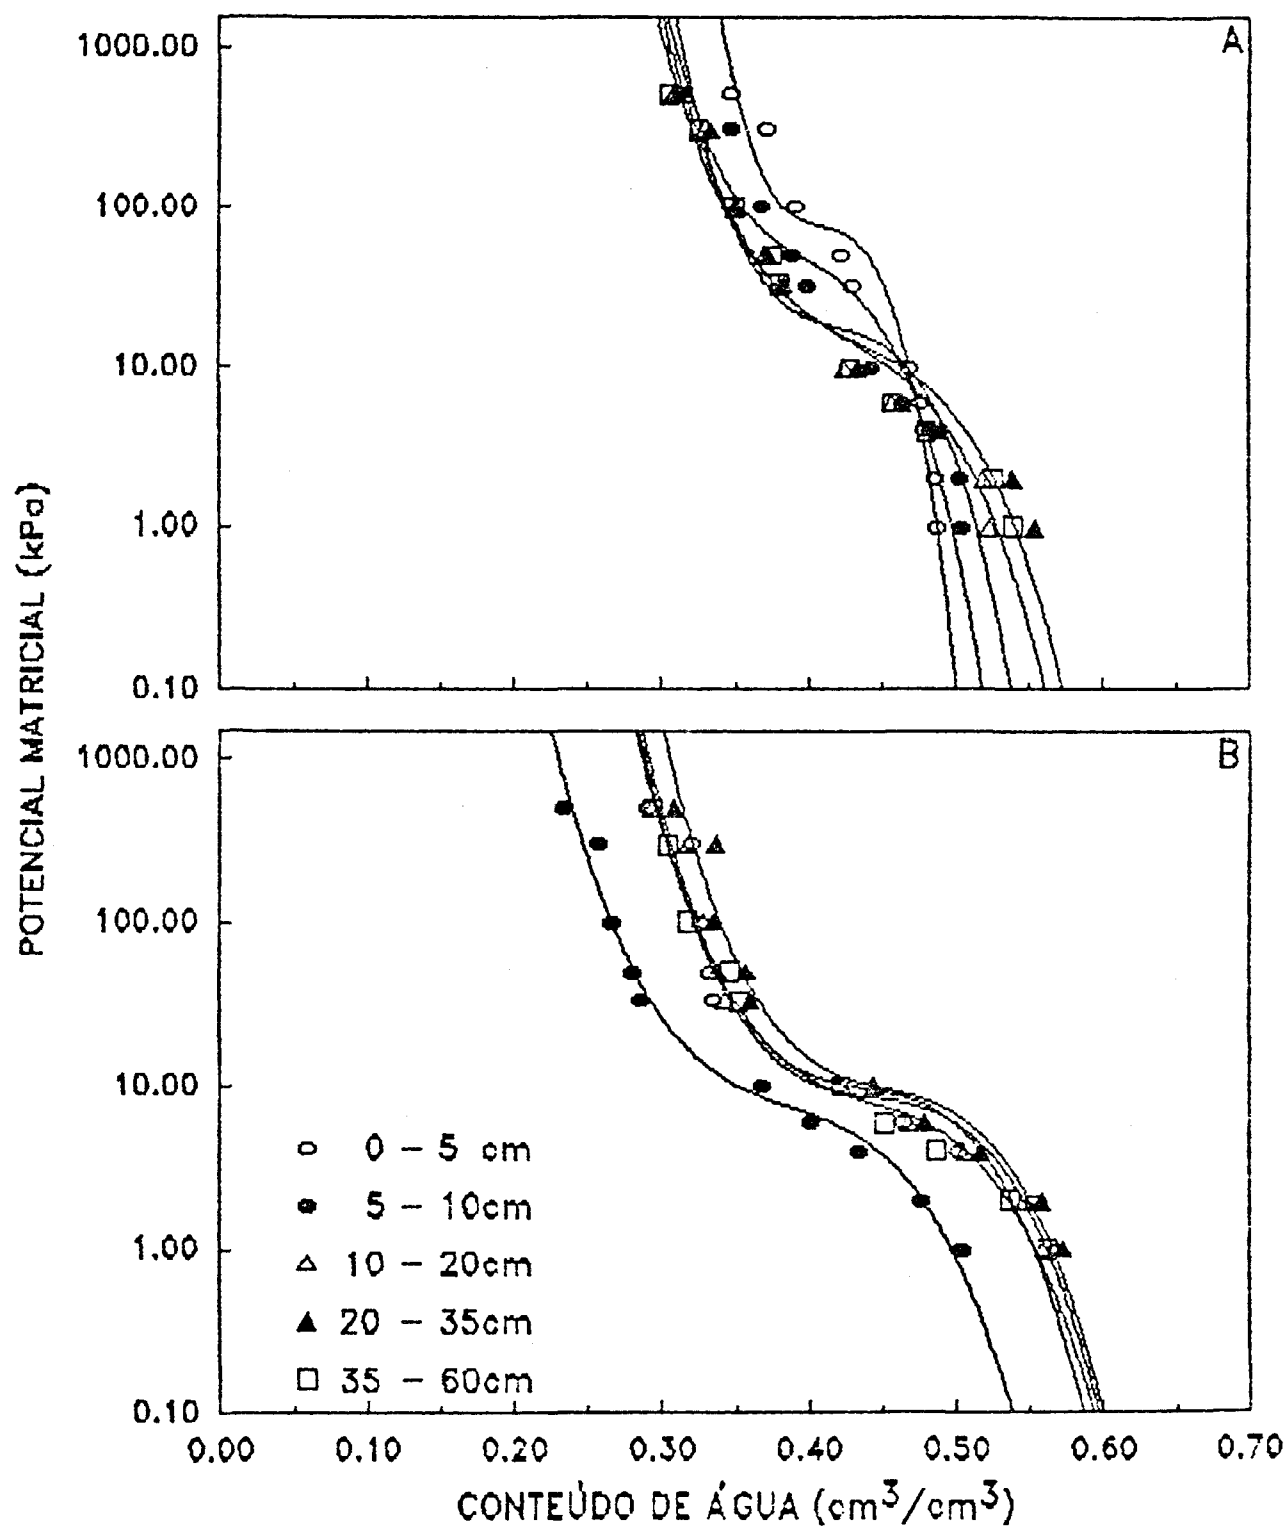 A
1000.00
100.00
10.00
1.00
0.10
POTENCIAL MATRICIAL (kPa)
B
1000.00
100.00
10.00
1.00
0.10
0 – 5 cm
5 – 10cm
10 – 20cm
20 – 35cm
35 – 60cm
0.00 0.10 0.20 0.30 0.40 0.50 0.60 0.70
CONTEÚDO DE ÁGUA (cm³/cm³)